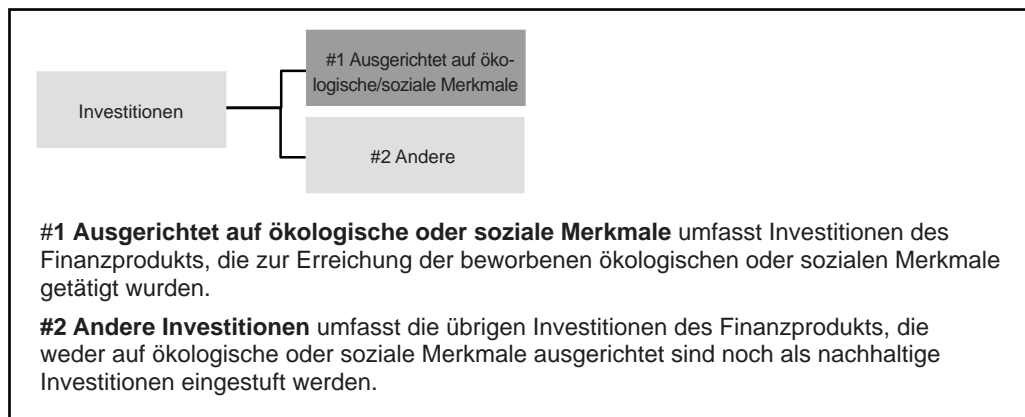 #1 Ausgerichtet auf öko-
logische/soziale Merkmale
Investitionen
#2 Andere
#1 Ausgerichtet auf ökologische oder soziale Merkmale umfasst Investitionen des
Finanzprodukts, die zur Erreichung der beworbenen ökologischen oder sozialen Merkmale
getätigt wurden.
#2 Andere Investitionen umfasst die übrigen Investitionen des Finanzprodukts, die
weder auf ökologische oder soziale Merkmale ausgerichtet sind noch als nachhaltige
Investitionen eingestuft werden.